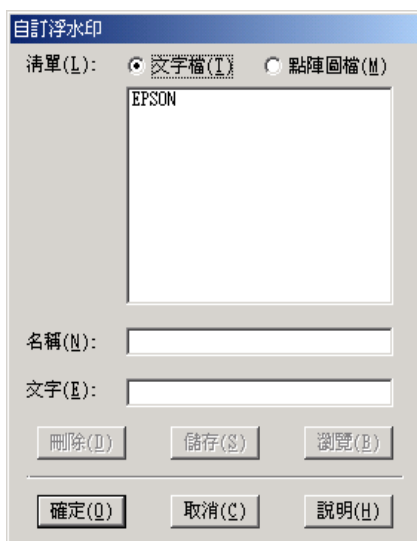 自訂浮水印
清單(L): 文字檔(T) 點陣圖檔(M)
EPSON
名稱(N):
文字(E):
刪除(D) 儲存(S) 瀏覽(B)
確定(O) 取消(C) 說明(H)